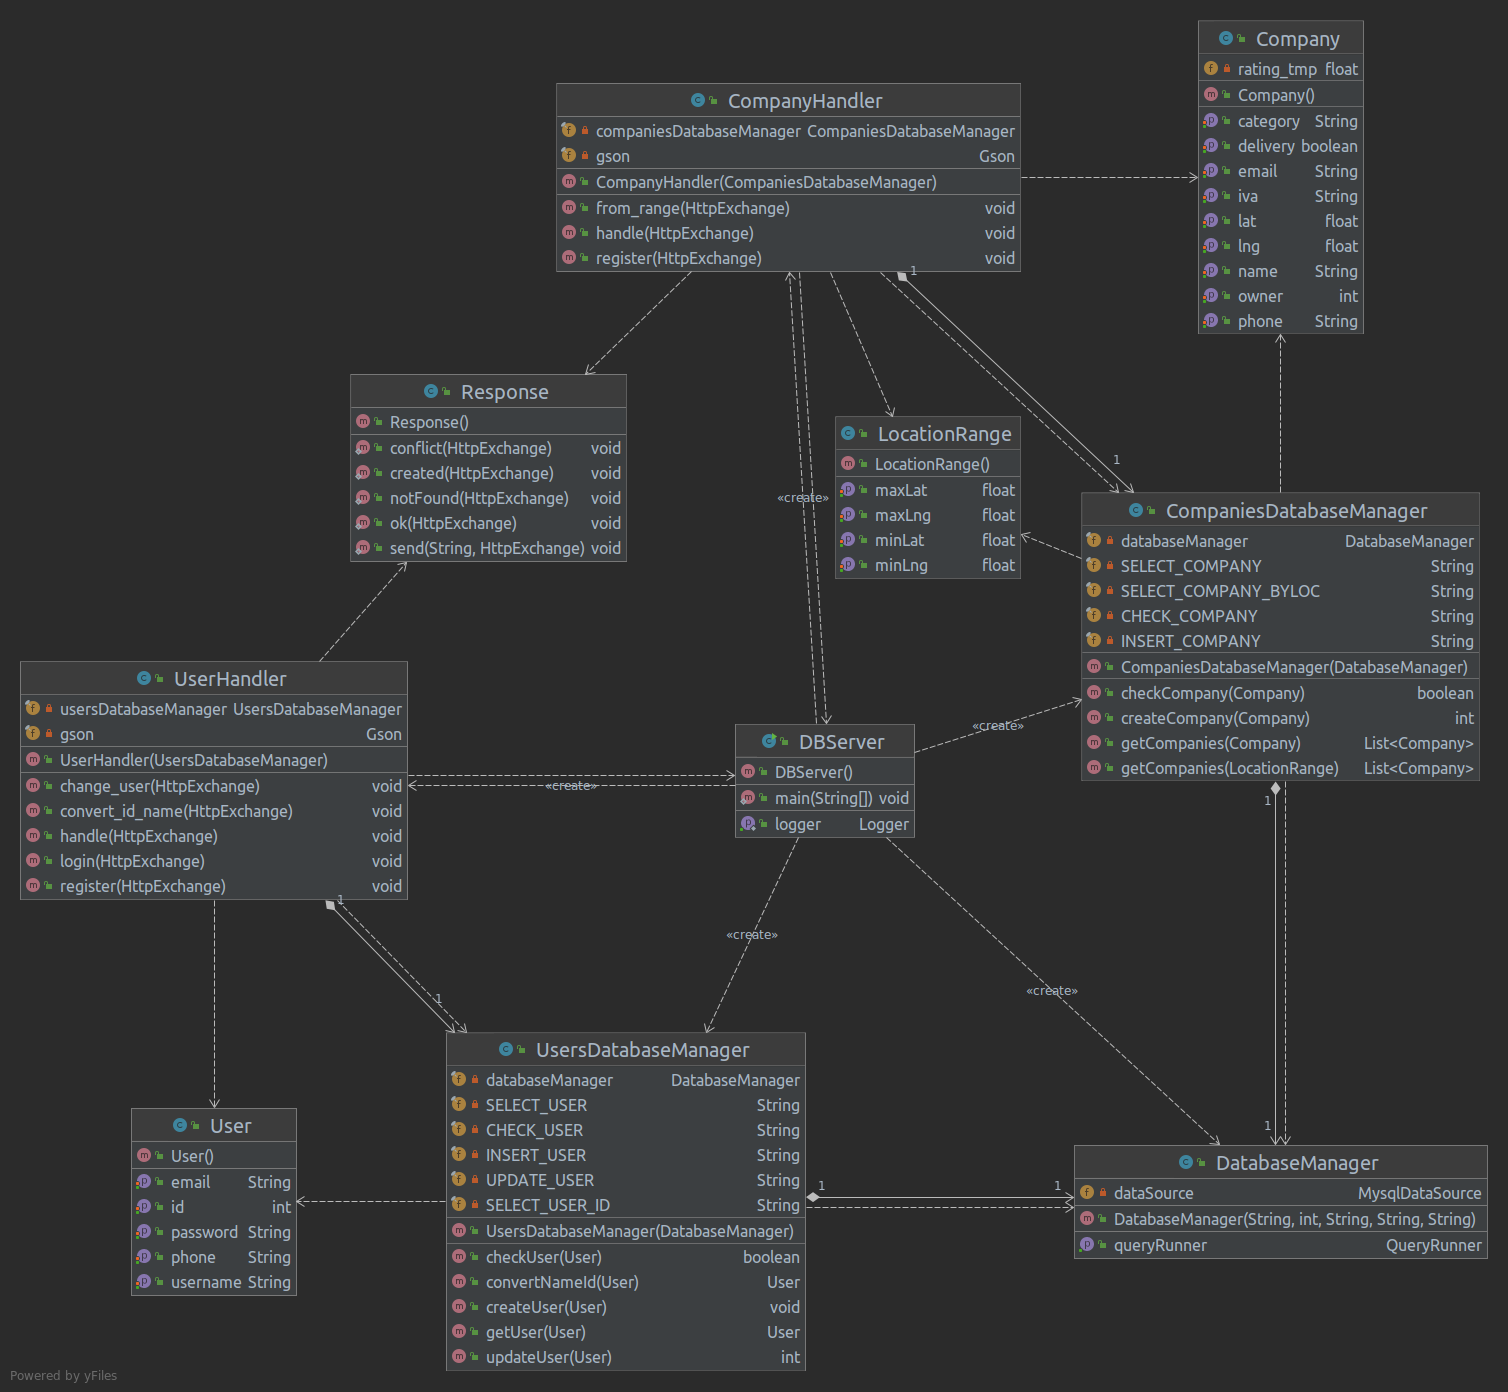 Company
rating_tmp float
Company()
category String
delivery boolean
email String
iva String
lat float
lng float
name String
owner int
phone String
CompanyHandler
companiesDatabaseManager CompaniesDatabaseManager
gson Gson
CompanyHandler(CompaniesDatabaseManager)
from_range(HttpExchange) void
handle(HttpExchange) void
register(HttpExchange) void
1
1
Response
Response()
conflict(HttpExchange) void
created(HttpExchange) void
notFound(HttpExchange) void
ok(HttpExchange) void
send(String, HttpExchange) void
LocationRange
LocationRange()
maxLat float
maxLng float
minLat float
minLng float
«create»
CompaniesDatabaseManager
databaseManager DatabaseManager
SELECT_COMPANY String
SELECT_COMPANY_BYLOC String
CHECK_COMPANY String
INSERT_COMPANY String
CompaniesDatabaseManager(DatabaseManager)
checkCompany(Company) boolean
createCompany(Company) int
getCompanies(Company) List<Company>
getCompanies(LocationRange) List<Company>
UserHandler
usersDatabaseManager UsersDatabaseManager
gson Gson
UserHandler(UsersDatabaseManager)
change_user(HttpExchange) void
convert_id_name(HttpExchange) void
handle(HttpExchange) void
login(HttpExchange) void
register(HttpExchange) void
«create»
DBServer
DBServer()
main(String[]) void
logger Logger
«create»
1
1
1
«create»
«create»
1
UsersDatabaseManager
databaseManager DatabaseManager
SELECT_USER String
CHECK_USER String
INSERT_USER String
UPDATE_USER String
SELECT_USER_ID String
UsersDatabaseManager(DatabaseManager)
checkUser(User) boolean
convertNameId(User) User
createUser(User) void
getUser(User) User
updateUser(User) int
User
User()
email String
id int
password String
phone String
username String
1
1
DatabaseManager
dataSource MysqlDataSource
DatabaseManager(String, int, String, String, String)
queryRunner QueryRunner
Powered by yFiles